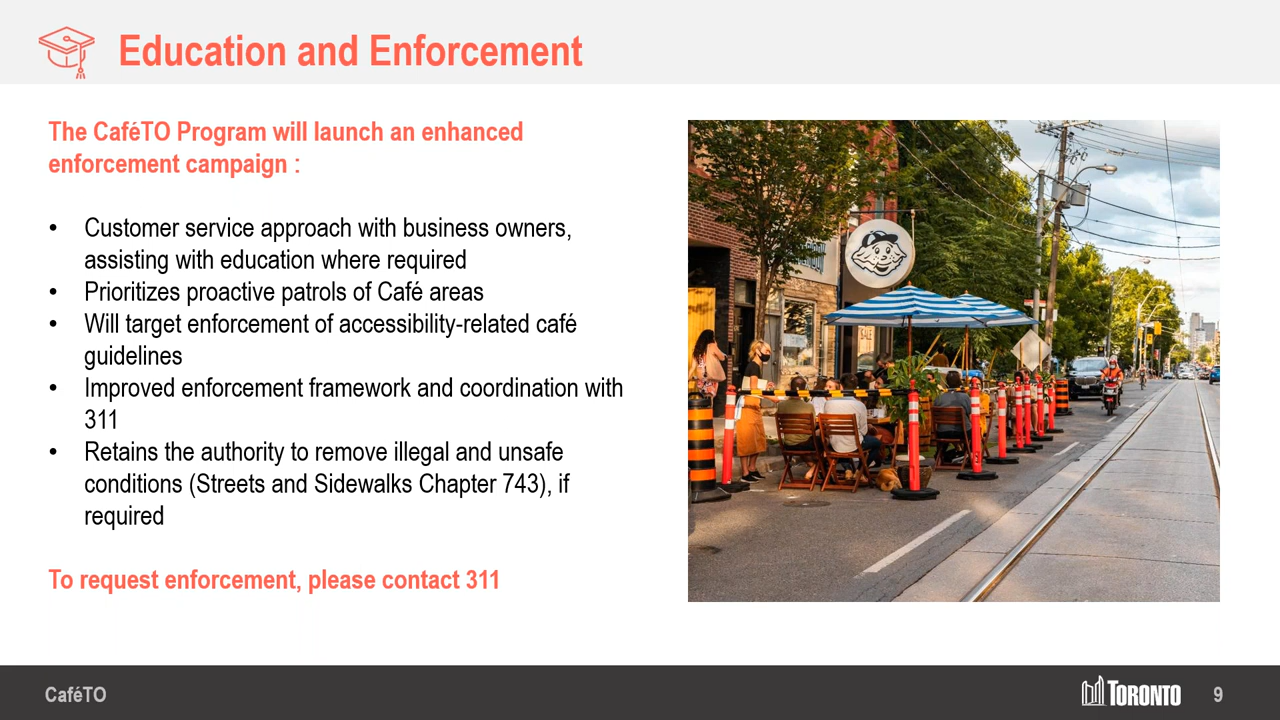 Education and Enforcement
The CaféTO Program will launch an enhanced
enforcement campaign :
• Customer service approach with business owners,
assisting with education where required
• Prioritizes proactive patrols of Café areas
• Will target enforcement of accessibility-related café
guidelines
• Improved enforcement framework and coordination with
311
• Retains the authority to remove illegal and unsafe
conditions (Streets and Sidewalks Chapter 743), if
required
To request enforcement, please contact 311
CaféTO
TORONTO
9